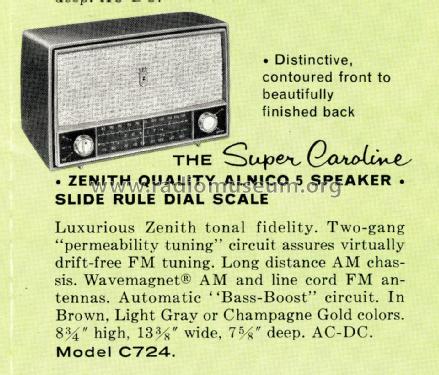 • Distinctive,
contoured front to
beautifully
finished back
THE Super Caroline
• ZENITH QUALITY ALNICO 5 SPEAKER •
www.radiomuseum.org
SLIDE RULE DIAL SCALE
Luxurious Zenith tonal fidelity. Two-gang
"permeability tuning" circuit assures virtually
drift-free FM tuning. Long distance AM chas-
sis. Wavemagnet® AM and line cord FM an-
tennas. Automatic "Bass-Boost" circuit. In
Brown, Light Gray or Champagne Gold colors.
8¾" high, 13⅜" wide, 7⅝" deep. AC-DC.
Model C724.